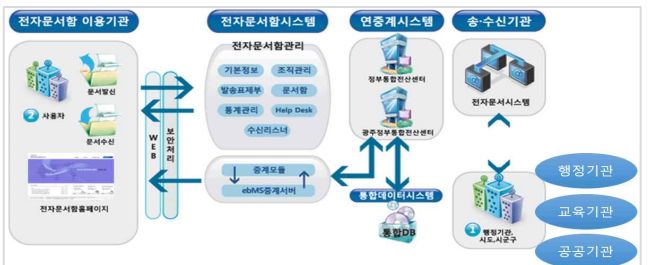 전자문서함 이용기관
문서발신
2 사용자
문서수신
전자문서함홈페이지
WEB
보안처리
전자문서함시스템
전자문서함관리
기본정보 조직관리
발송표제부 문서함
통계관리 Help Desk
수신리스너
중계모듈
ebMS중계서버
연중계시스템
정부통합전산센터
광주정부통합전산센터
통합데이터시스템
통합DB
송·수신기관
전자문서시스템
1 행정기관,
시도,시군구
행정기관
교육기관
공공기관